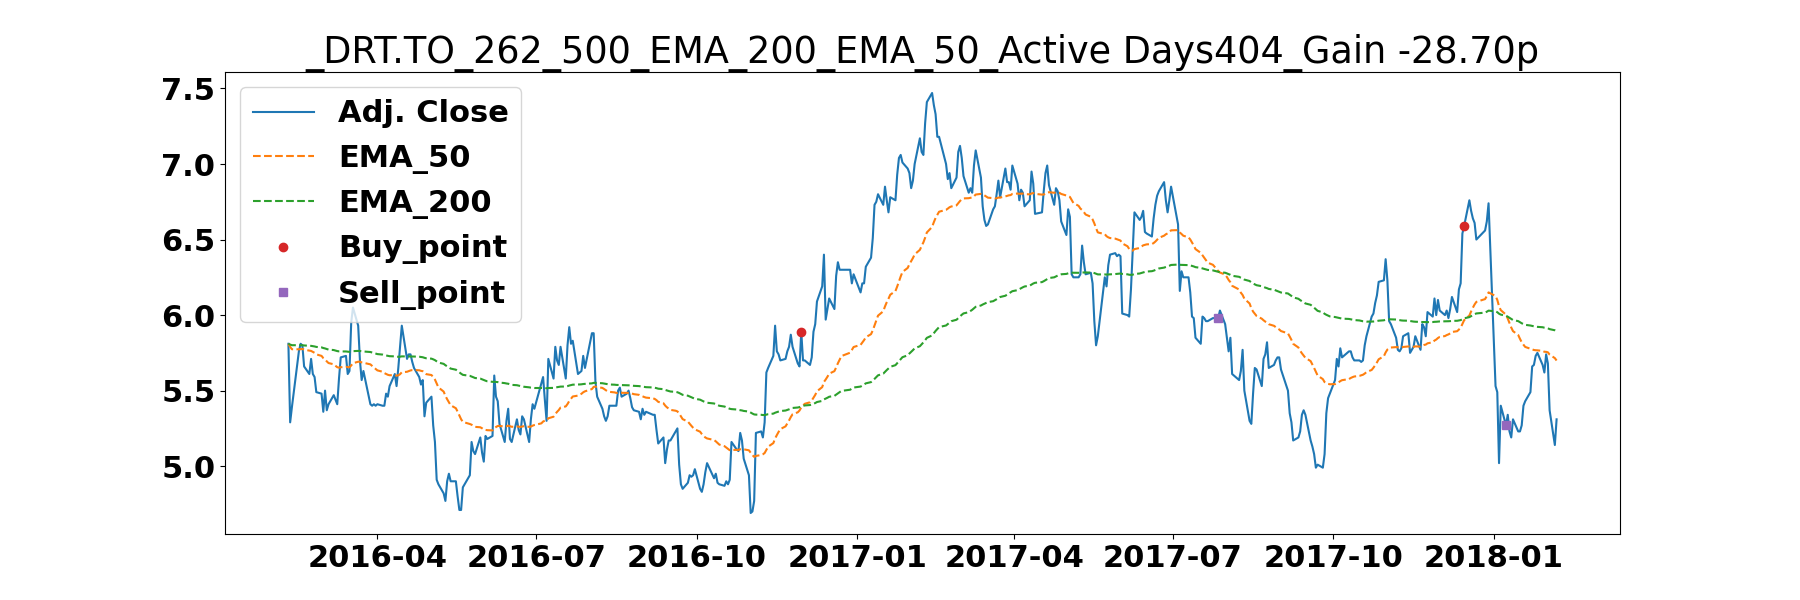 _DRT.TO_262_500_EMA_200_EMA_50_Active Days404_Gain -28.70p
7.5
7.0
6.5
6.0
5.5
5.0
Adj. Close
EMA_50
EMA_200
Buy_point
Sell_point
2016-04 2016-07 2016-10 2017-01 2017-04 2017-07 2017-10 2018-01